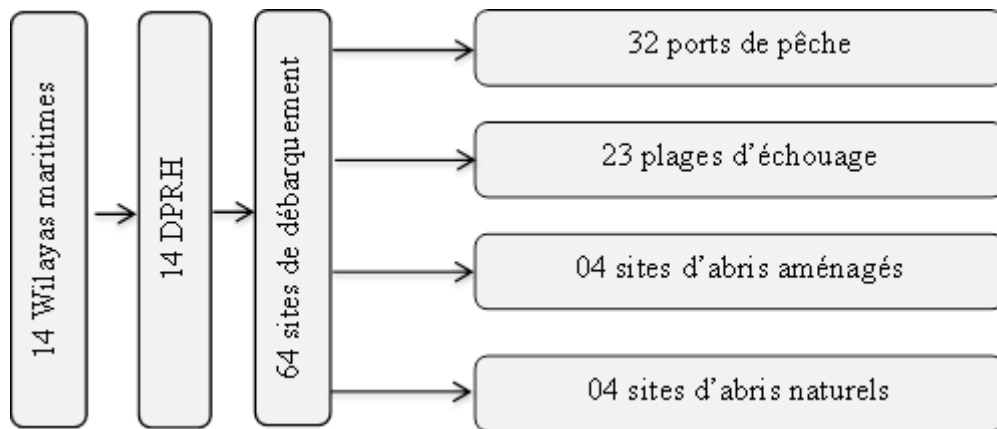 14 Wilayas maritimes
14 DPRH
64 sites de débarquement
32 ports de pêche
23 plages d’échouage
04 sites d’abris aménagés
04 sites d’abris naturels